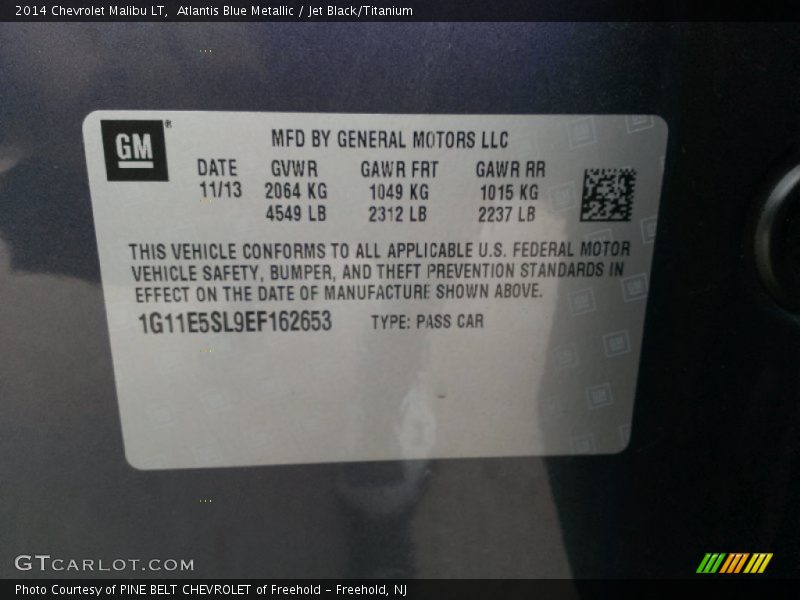 2014 Chevrolet Malibu LT, Atlantis Blue Metallic / Jet Black/Titanium
GM®
MFD BY GENERAL MOTORS LLC
DATE GVWR GAWR FRT GAWR RR
11/13 2064 KG 1049 KG 1015 KG
4549 LB 2312 LB 2237 LB
THIS VEHICLE CONFORMS TO ALL APPLICABLE U.S. FEDERAL MOTOR
VEHICLE SAFETY, BUMPER, AND THEFT PREVENTION STANDARDS IN
EFFECT ON THE DATE OF MANUFACTURE SHOWN ABOVE.
1G11E5SL9EF162653 TYPE: PASS CAR
GTCARLOT.COM
Photo Courtesy of PINE BELT CHEVROLET of Freehold - Freehold, NJ